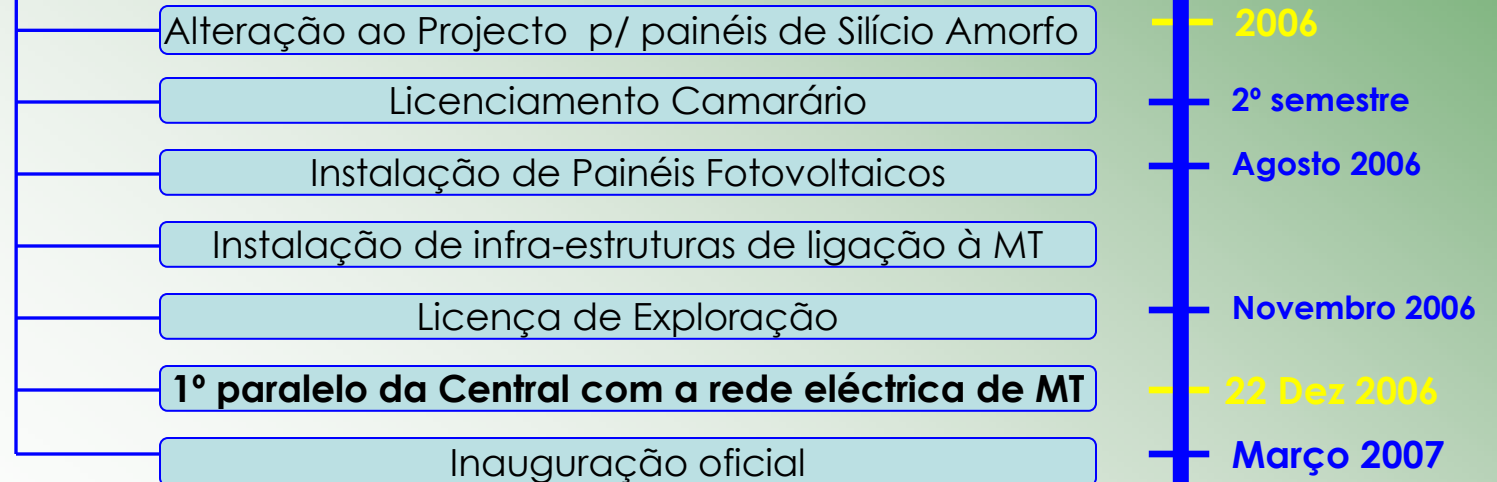 Alteração ao Projecto p/ painéis de Silício Amorfo
2006
Licenciamento Camarário
2º semestre
Instalação de Painéis Fotovoltaicos
Agosto 2006
Instalação de infra-estruturas de ligação à MT
Licença de Exploração
Novembro 2006
1º paralelo da Central com a rede eléctrica de MT
22 Dez 2006
Inauguração oficial
Março 2007